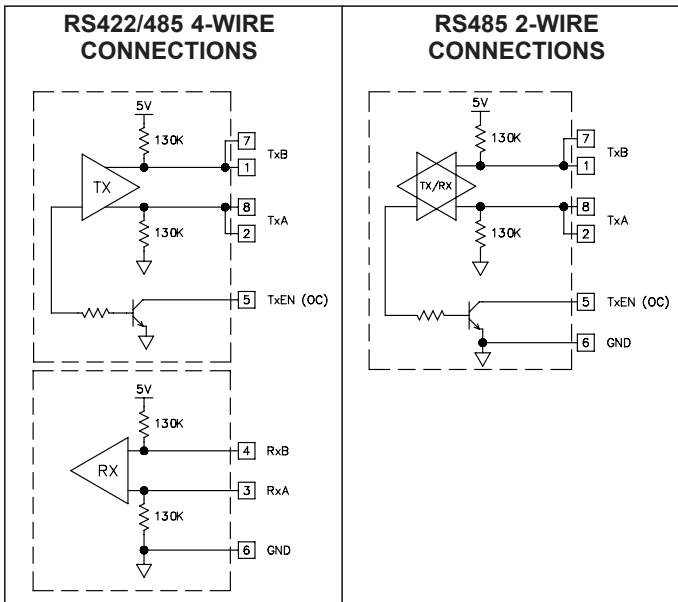 RS422/485 4-WIRE
CONNECTIONS
5V
130K
7
TxB
1
TX
8
TxA
2
130K
5 TxEN (OC)
5V
130K
4 RxB
RX
3 RxA
130K
6 GND
RS485 2-WIRE
CONNECTIONS
5V
130K
7
TxB
1
TX/RX
8
TxA
2
130K
5 TxEN (OC)
6 GND